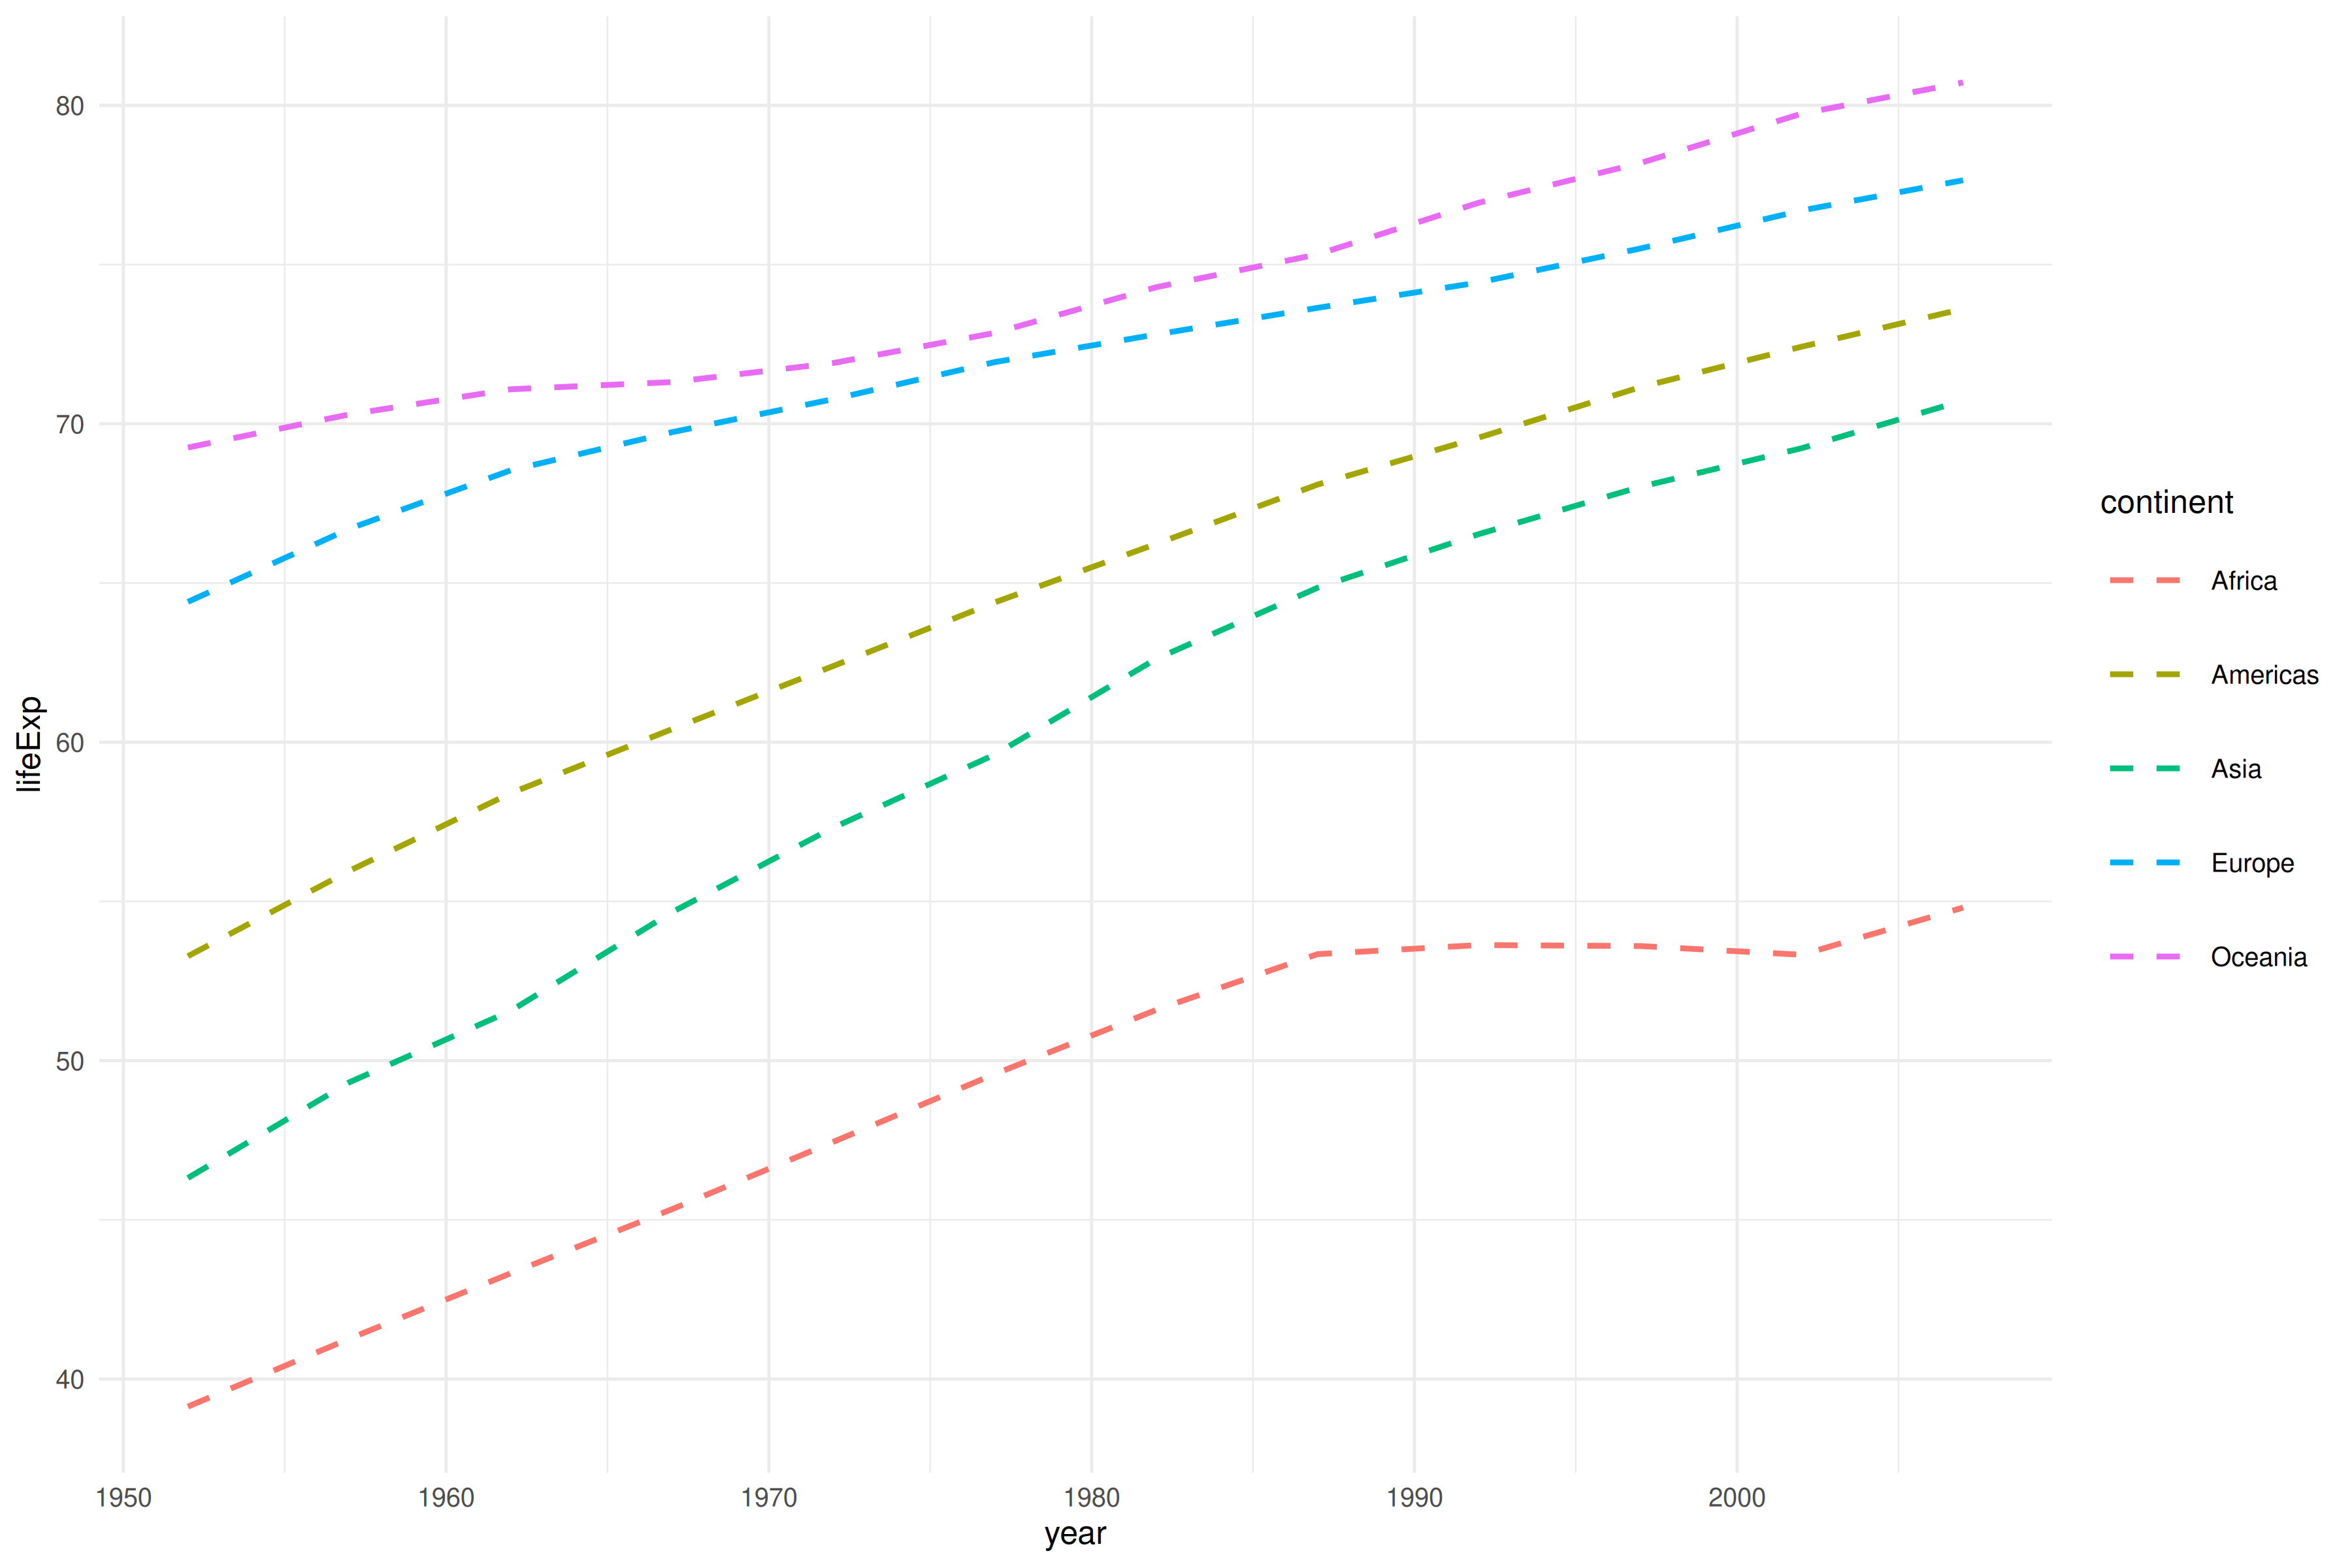 80
70
60
50
40
lifeExp
1950 1960 1970 1980 1990 2000
year
continent
Africa
Americas
Asia
Europe
Oceania